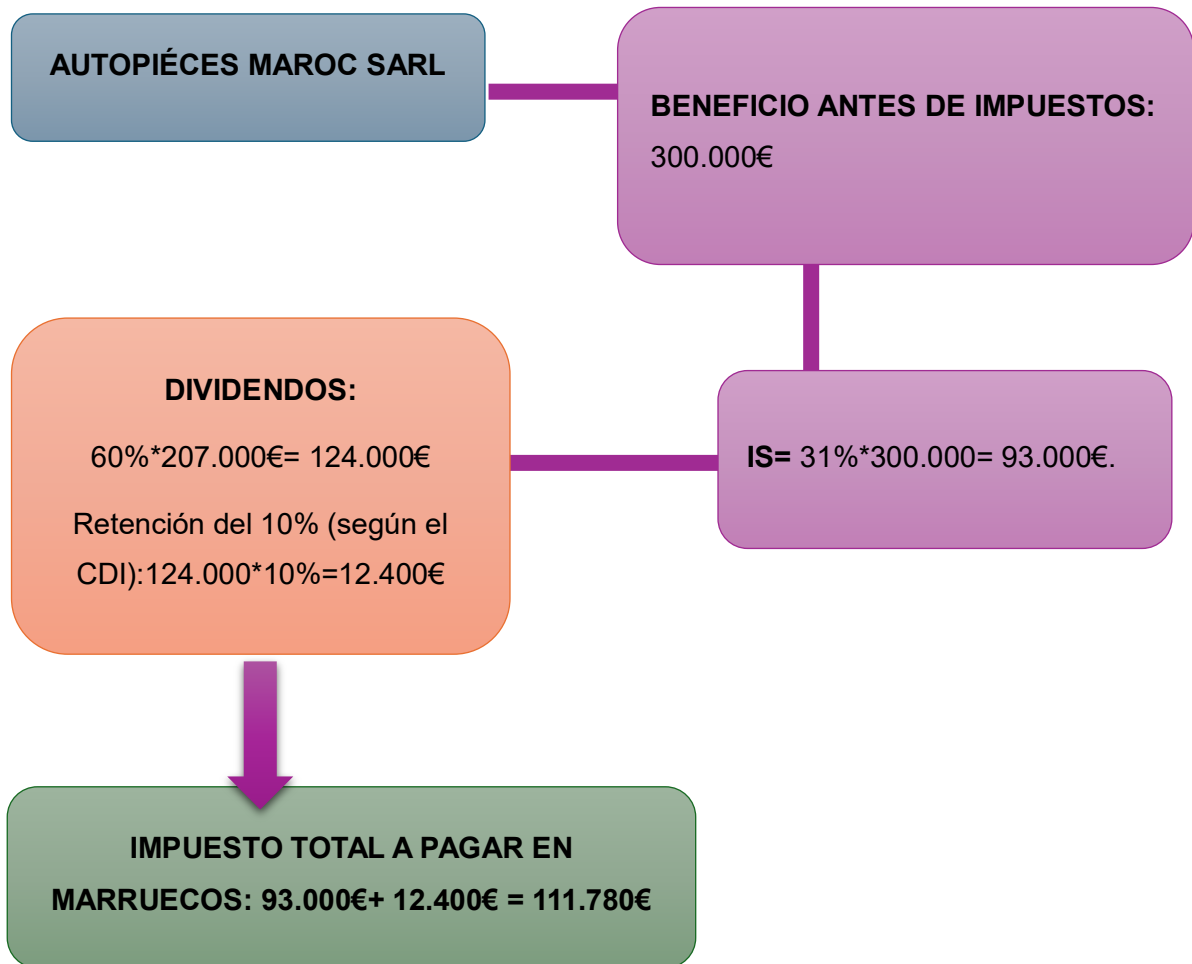 AUTOPIÉCES MAROC SARL
BENEFICIO ANTES DE IMPUESTOS:
300.000€
IS= 31%*300.000= 93.000€.
DIVIDENDOS:
60%*207.000€= 124.000€
Retención del 10% (según el
CDI):124.000*10%=12.400€
IMPUESTO TOTAL A PAGAR EN
MARRUECOS: 93.000€+ 12.400€ = 111.780€